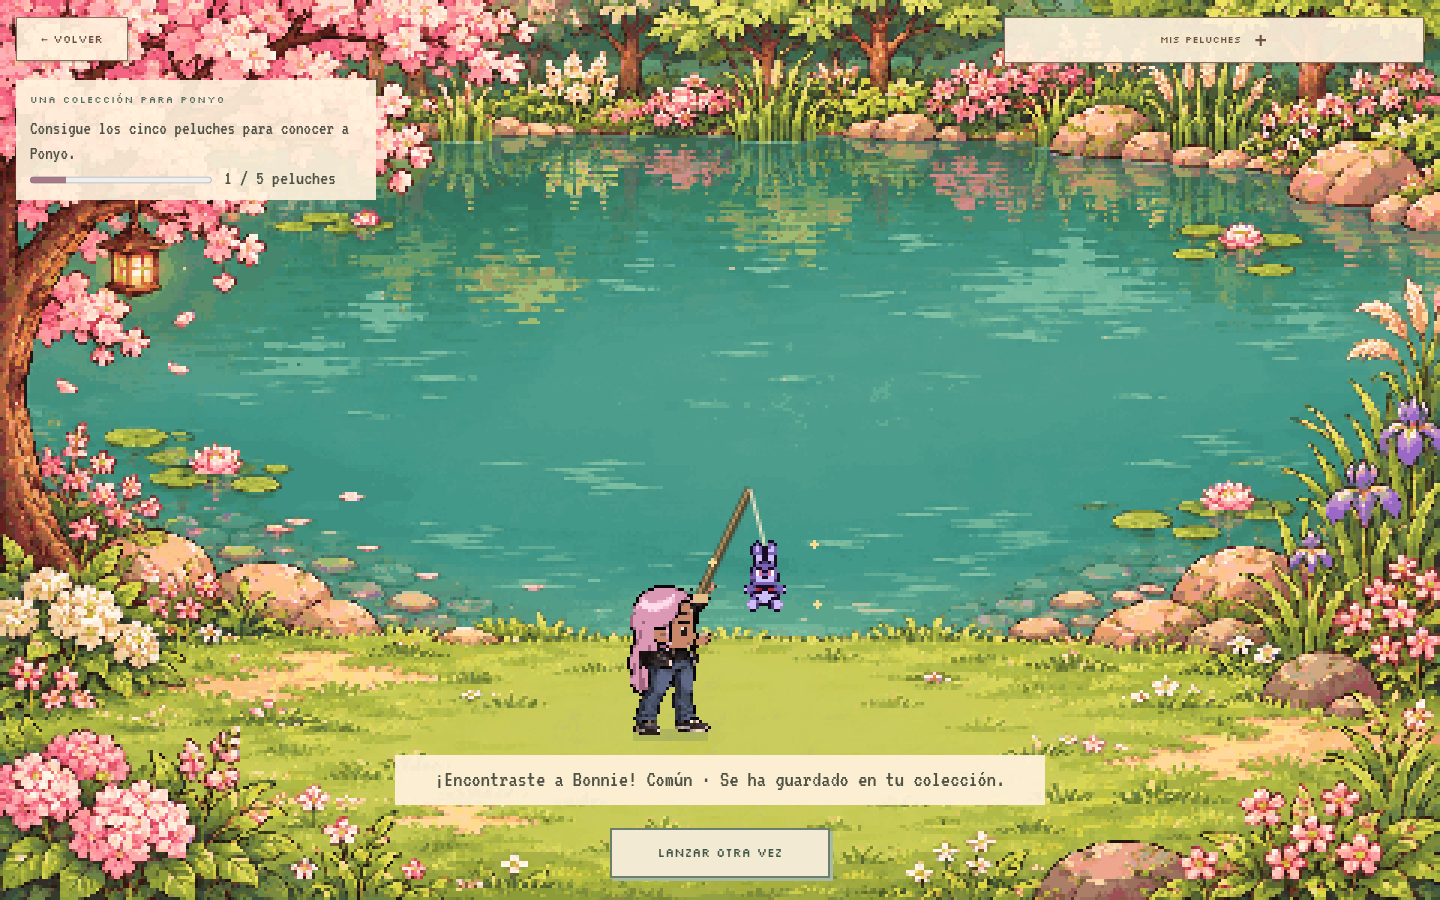 ← VOLVER
MIS PELUCHES +
UNA COLECCIÓN PARA PONYO
Consigue los cinco peluches para conocer a
Ponyo.
1 / 5 peluches
¡Encontraste a Bonnie! Común · Se ha guardado en tu colección.
LANZAR OTRA VEZ